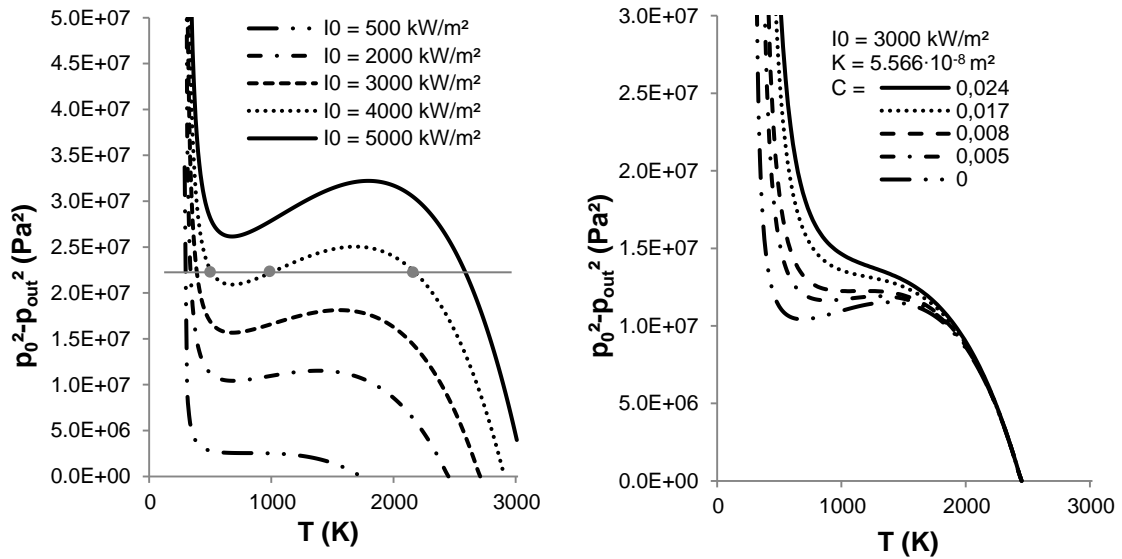 5.0E+07
4.5E+07
4.0E+07
3.5E+07
3.0E+07
2.5E+07
2.0E+07
1.5E+07
1.0E+07
5.0E+06
0.0E+00
p₀²-pₒᵤₜ² (Pa²)
I0 = 500 kW/m²
I0 = 2000 kW/m²
I0 = 3000 kW/m²
I0 = 4000 kW/m²
I0 = 5000 kW/m²
0 1000 2000 3000
T (K)
3.0E+07
2.5E+07
2.0E+07
1.5E+07
1.0E+07
5.0E+06
0.0E+00
p₀²-pₒᵤₜ² (Pa²)
I0 = 3000 kW/m²
K = 5.566·10⁻⁸ m²
C = 0,024
0,017
0,008
0,005
0
0 1000 2000 3000
T (K)